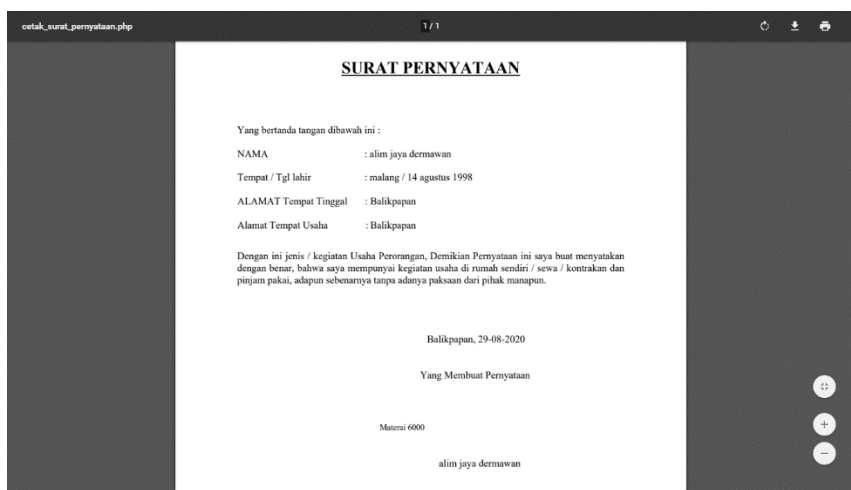 cetak_surat_pernyataan.php
1 / 1
SURAT PERNYATAAN
Yang bertanda tangan dibawah ini :
NAMA : alim jaya dermawan
Tempat / Tgl lahir : malang / 14 agustus 1998
ALAMAT Tempat Tinggal : Balikpapan
Alamat Tempat Usaha : Balikpapan
Dengan ini jenis / kegiatan Usaha Perorangan, Demikian Pernyataan ini saya buat menyatakan
dengan benar, bahwa saya mempunyai kegiatan usaha di rumah sendiri / sewa / kontrakan dan
pinjam pakai, adapun sebenarnya tanpa adanya paksaan dari pihak manapun.
Balikpapan, 29-08-2020
Yang Membuat Pernyataan
Materai 6000
alim jaya dermawan